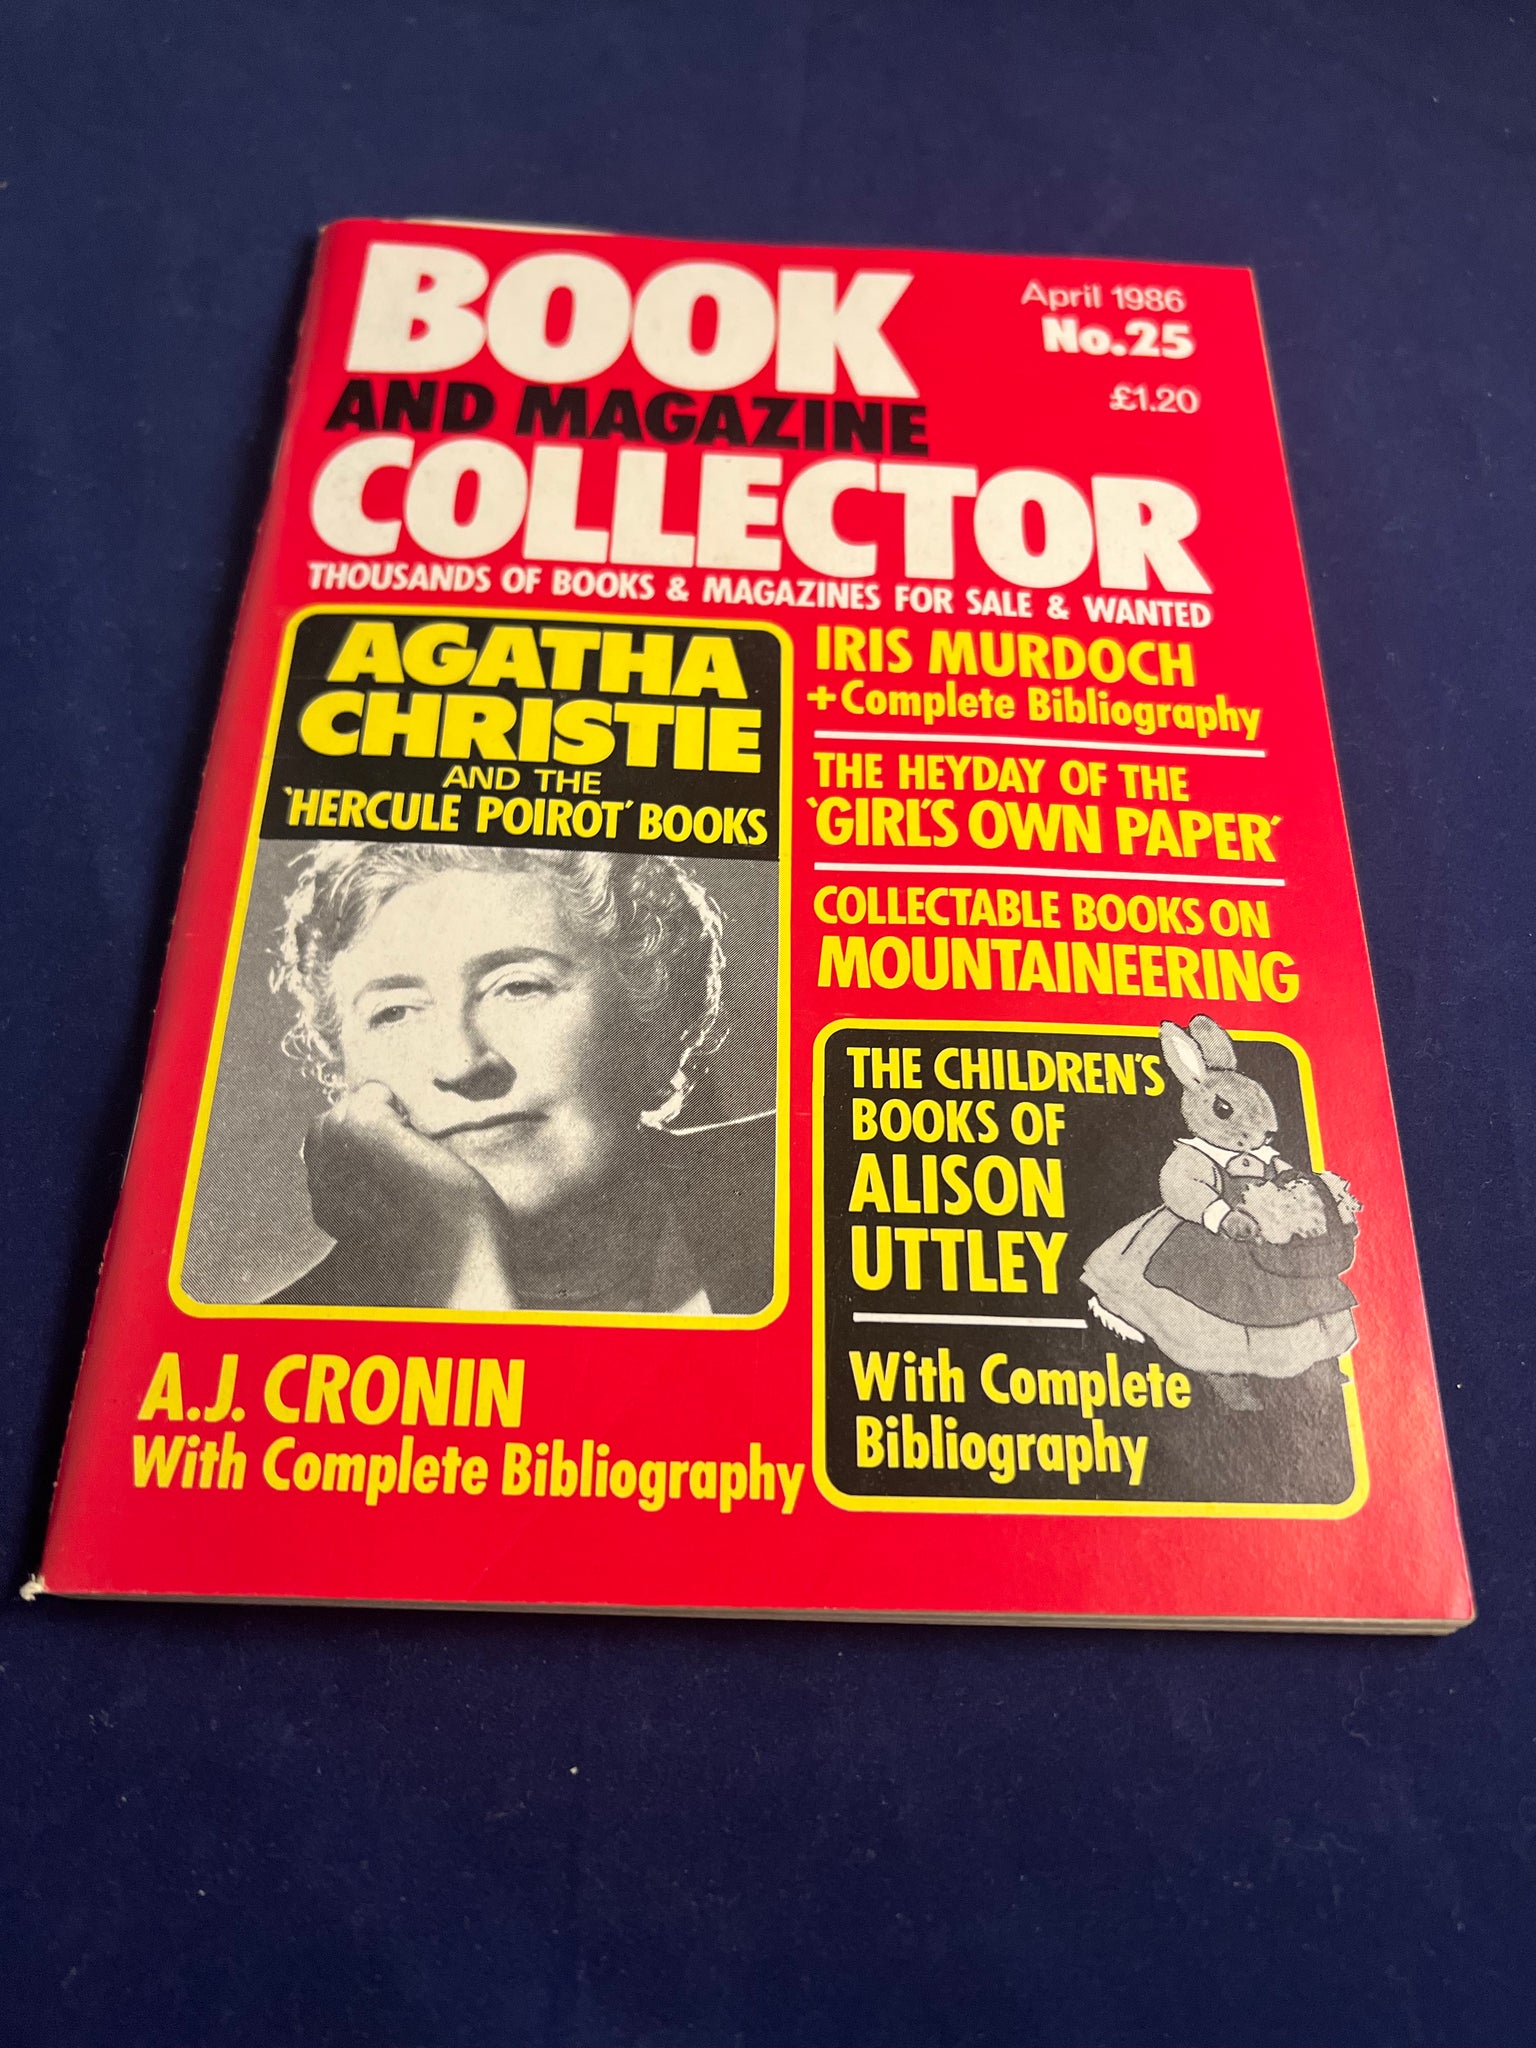 BOOK
AND MAGAZINE
COLLECTOR
April 1986
No.25
£1.20
THOUSANDS OF BOOKS & MAGAZINES FOR SALE & WANTED
AGATHA
CHRISTIE
AND THE
'HERCULE POIROT' BOOKS
IRIS MURDOCH
+Complete Bibliography
THE HEYDAY OF THE
'GIRL'S OWN PAPER'
COLLECTABLE BOOKS ON
MOUNTAINEERING
THE CHILDREN'S
BOOKS OF
ALISON
UTTLEY
With Complete
Bibliography
A.J. CRONIN
With Complete Bibliography